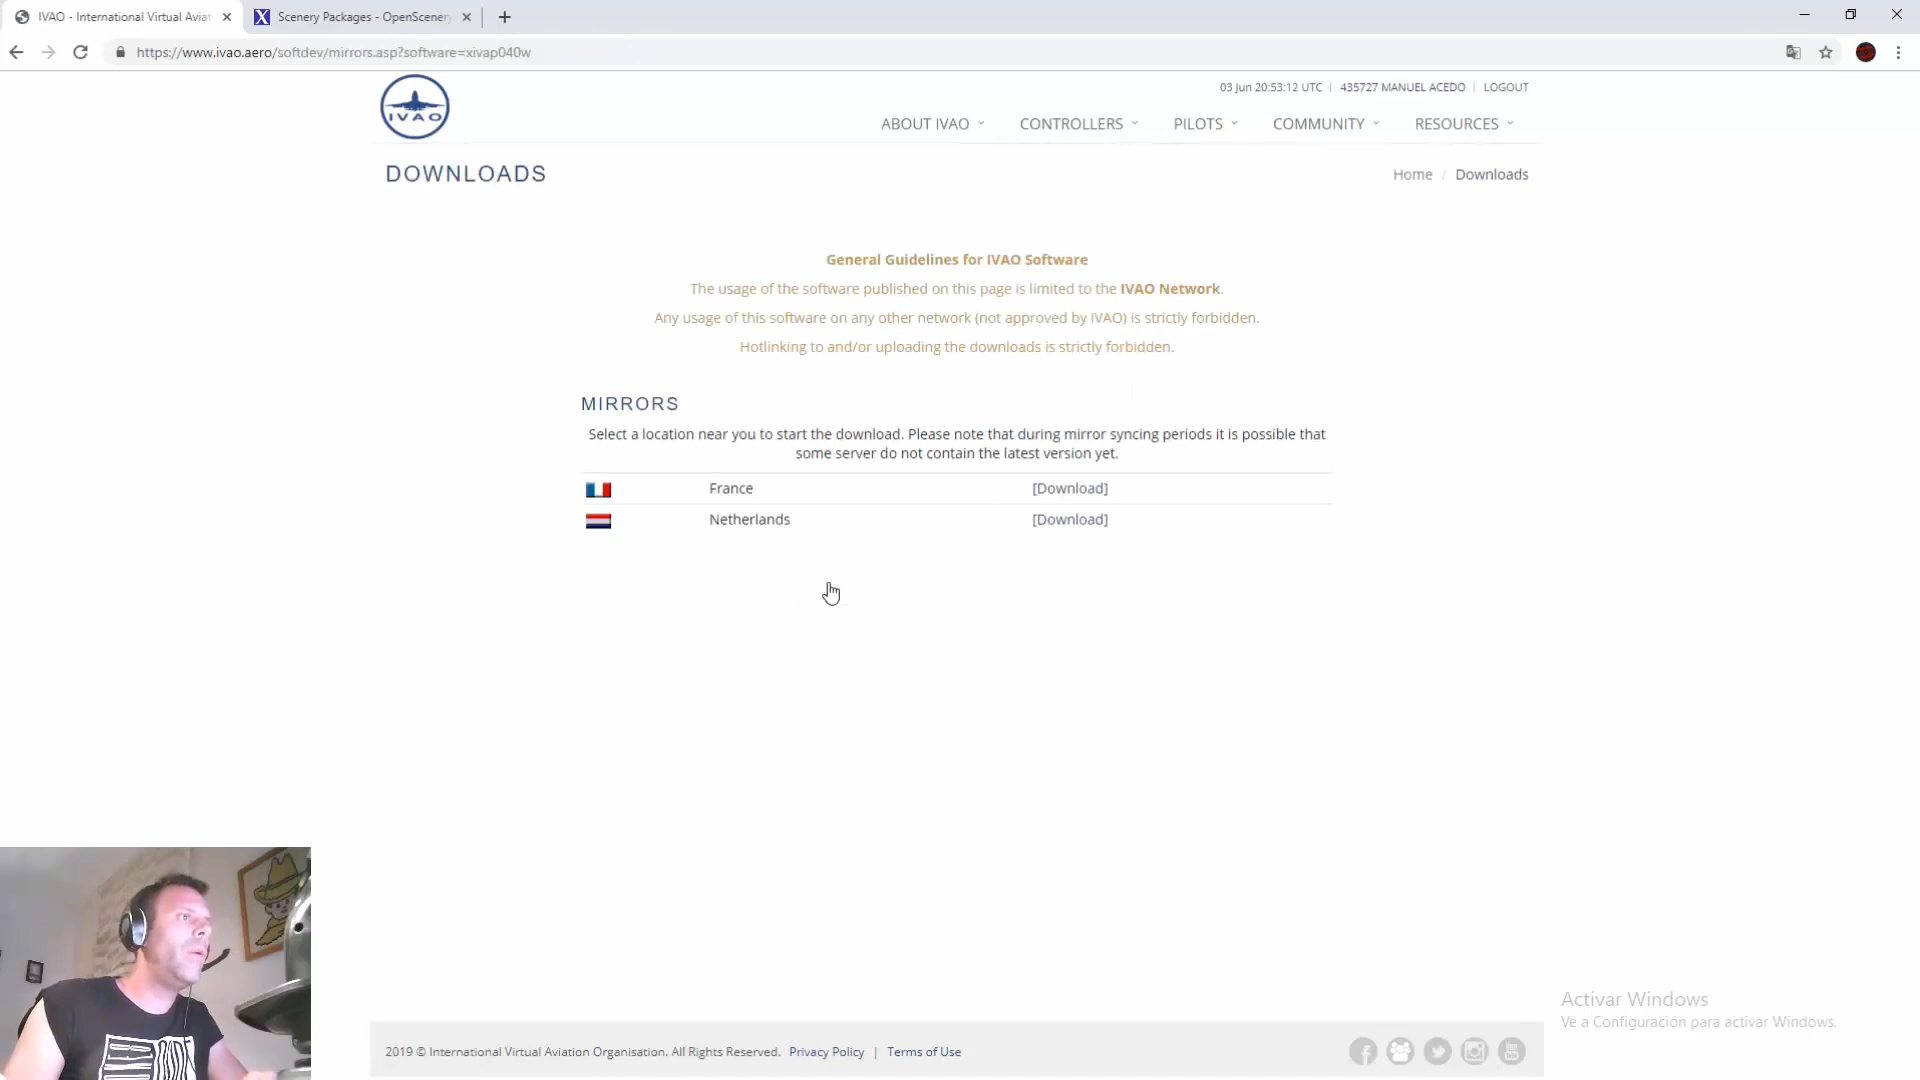 IVAO - International Virtual Aviat
Scenery Packages - OpenScenery
https://www.ivao.aero/softdev/mirrors.asp?software=xivap040w
IVAO
03 Jun 20:53:12 UTC | 435727 MANUEL ACEDO | LOGOUT
ABOUT IVAO CONTROLLERS PILOTS COMMUNITY RESOURCES
DOWNLOADS
Home / Downloads
General Guidelines for IVAO Software
The usage of the software published on this page is limited to the IVAO Network.
Any usage of this software on any other network (not approved by IVAO) is strictly forbidden.
Hotlinking to and/or uploading the downloads is strictly forbidden.
MIRRORS
Select a location near you to start the download. Please note that during mirror syncing periods it is possible that
some server do not contain the latest version yet.
France [Download]
Netherlands [Download]
Activar Windows
Ve a Configuración para activar Windows.
2019 © International Virtual Aviation Organisation. All Rights Reserved. Privacy Policy | Terms of Use